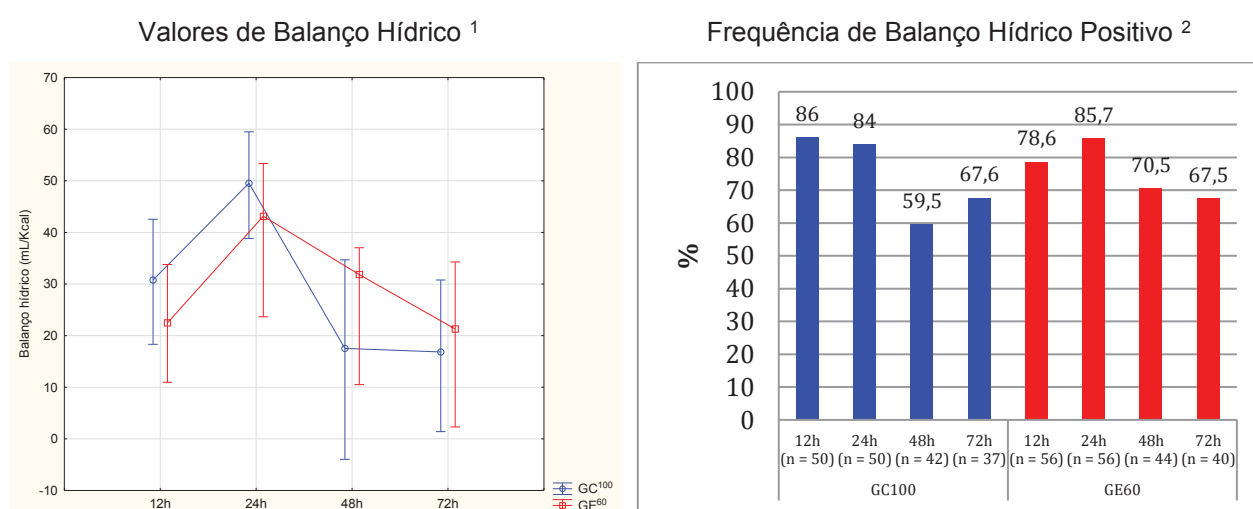 Valores de Balanço Hídrico ¹
70
60
50
40
30
20
10
0
-10
Balanço hídrico (mL/Kcal)
12h 24h 48h 72h
GC¹⁰⁰
GE⁶⁰
Frequência de Balanço Hídrico Positivo ²
100
90
80
70
60
50
40
30
20
10
0
%
86 84 59,5 67,6 78,6 85,7 70,5 67,5
12h 24h 48h 72h 12h 24h 48h 72h
(n = 50) (n = 50) (n = 42) (n = 37) (n = 56) (n = 56) (n = 44) (n = 40)
GC100 GE60